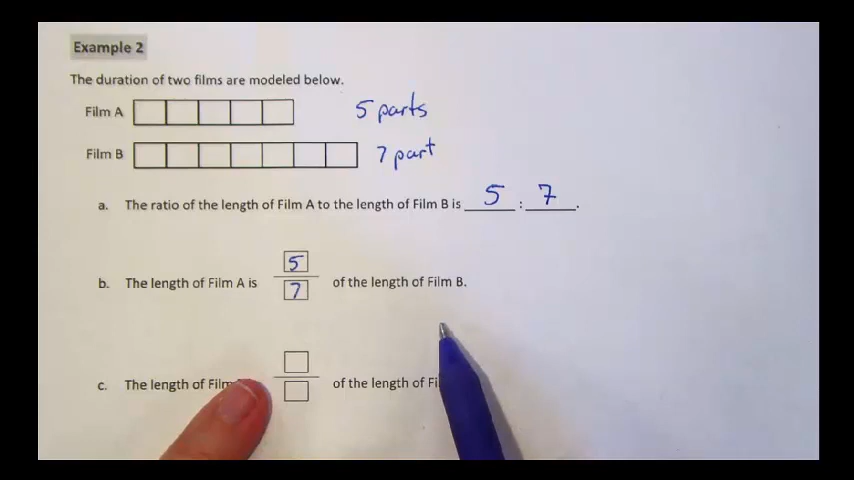 Example 2
The duration of two films are modeled below.
Film A 5 parts
Film B 7 part
a. The ratio of the length of Film A to the length of Film B is 5 : 7.
b. The length of Film A is 5/7 of the length of Film B.
c. The length of of the length of